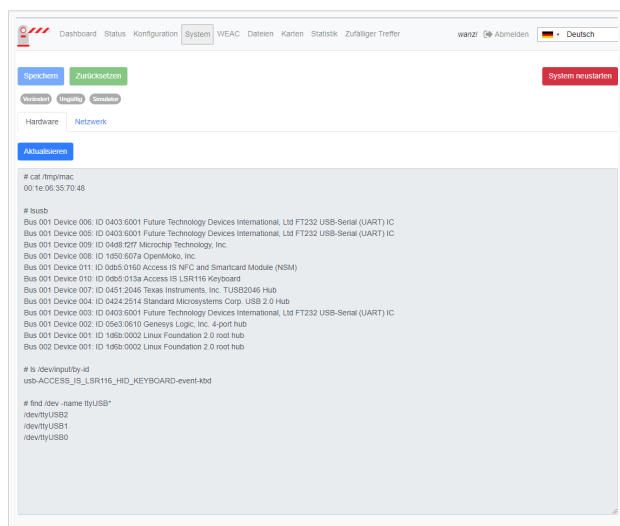 Dashboard Status Konfiguration System WEAC Dateien Karten Statistik Zufälliger Treffer wanzl Abmelden Deutsch
Speichern Zurücksetzen System neustarten
Verändert Ungültig Simulator
Hardware Netzwerk
Aktualisieren
# cat /tmp/mac
00:1e:06:35:70:48
# lsusb
Bus 001 Device 006: ID 0403:6001 Future Technology Devices International, Ltd FT232 USB-Serial (UART) IC
Bus 001 Device 005: ID 0403:6001 Future Technology Devices International, Ltd FT232 USB-Serial (UART) IC
Bus 001 Device 009: ID 04d8:f2f7 Microchip Technology, Inc.
Bus 001 Device 008: ID 1d50:607a OpenMoko, Inc.
Bus 001 Device 011: ID 0db5:0160 Access IS NFC and Smartcard Module (NSM)
Bus 001 Device 010: ID 0db5:013a Access IS LSR116 Keyboard
Bus 001 Device 007: ID 0451:2046 Texas Instruments, Inc. TUSB2046 Hub
Bus 001 Device 004: ID 0424:2514 Standard Microsystems Corp. USB 2.0 Hub
Bus 001 Device 003: ID 0403:6001 Future Technology Devices International, Ltd FT232 USB-Serial (UART) IC
Bus 001 Device 002: ID 05e3:0610 Genesys Logic, Inc. 4-port hub
Bus 001 Device 001: ID 1d6b:0002 Linux Foundation 2.0 root hub
Bus 002 Device 001: ID 1d6b:0002 Linux Foundation 2.0 root hub
# ls /dev/input/by-id
usb-ACCESS_IS_LSR116_HID_KEYBOARD-event-kbd
# find /dev -name ttyUSB*
/dev/ttyUSB2
/dev/ttyUSB1
/dev/ttyUSB0